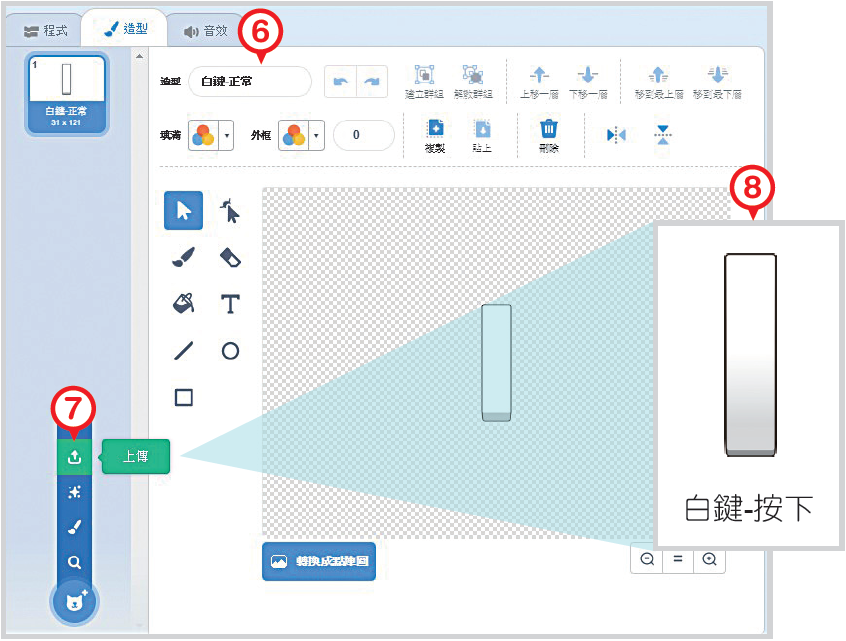 程式
造型
音效
6
1
白鍵-正常
31 x 121
造型
白鍵-正常
建立群組
解散群組
上移一層
下移一層
移到最上層
移到最下層
填滿
外框
0
複製
貼上
刪除
8
7
上傳
轉換成點陣圖
白鍵-按下